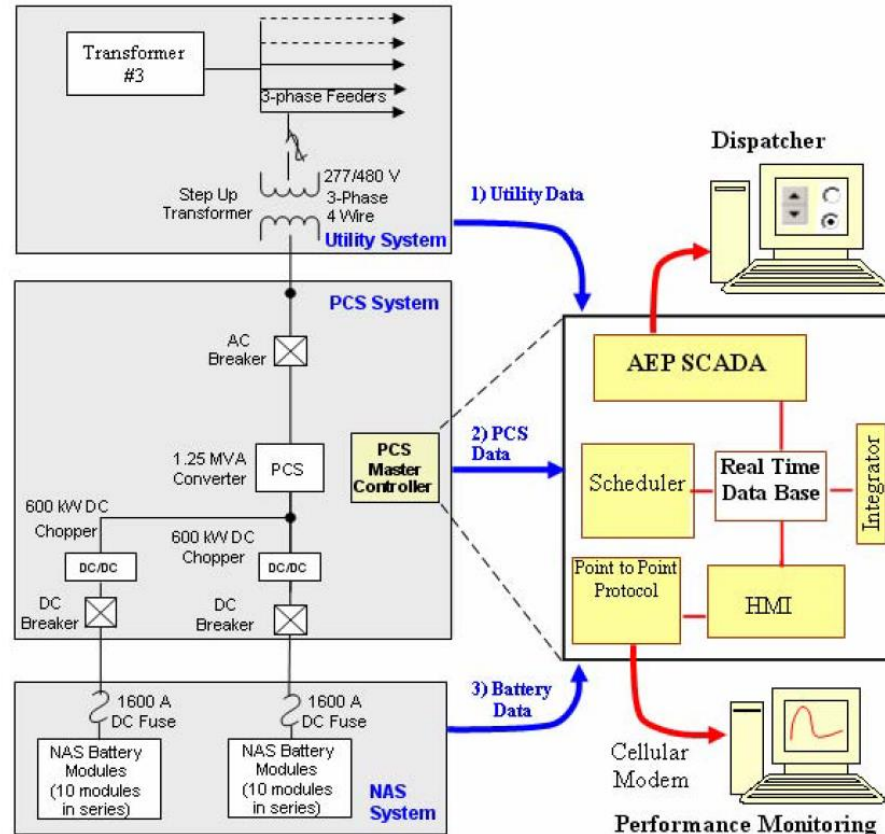 Transformer
#3
3-phase Feeders
Step Up
Transformer
277/480 V
3-Phase
4 Wire
Utility System
1) Utility Data
Dispatcher
PCS System
AC
Breaker
1.25 MVA
Converter
PCS
PCS
Master
Controller
2) PCS
Data
600 kW DC
Chopper
600 kW DC
Chopper
DC/DC
DC/DC
DC
Breaker
DC
Breaker
AEP SCADA
Scheduler
Real Time
Data Base
Integrator
Point to Point
Protocol
HMI
3) Battery
Data
1600 A
DC Fuse
1600 A
DC Fuse
NAS Battery
Modules
(10 modules
in series)
NAS Battery
Modules
(10 modules
in series)
NAS
System
Cellular
Modem
Performance Monitoring